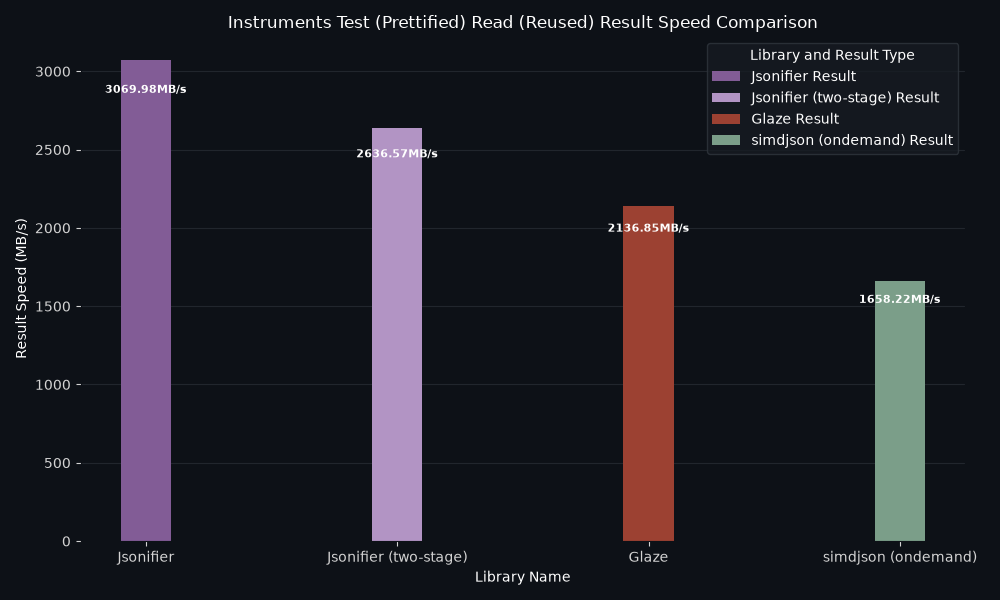 Instruments Test (Prettified) Read (Reused) Result Speed Comparison
Library and Result Type
Jsonifier Result
Jsonifier (two-stage) Result
Glaze Result
simdjson (ondemand) Result
Result Speed (MB/s)
3000
2500
2000
1500
1000
500
0
3069.98MB/s
2636.57MB/s
2136.85MB/s
1658.22MB/s
Jsonifier
Jsonifier (two-stage)
Glaze
simdjson (ondemand)
Library Name